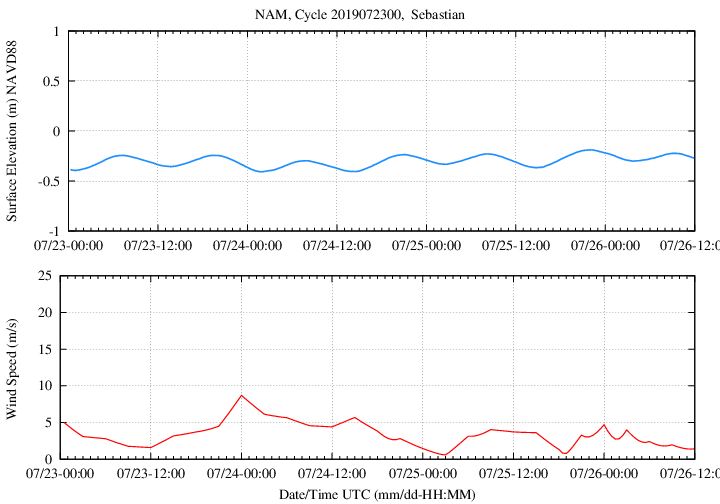 NAM, Cycle 2019072300,  Sebastian
Surface Elevation (m) NAVD88
1
0.5
0
-0.5
-1
07/23-00:00 07/23-12:00 07/24-00:00 07/24-12:00 07/25-00:00 07/25-12:00 07/26-00:00 07/26-12:00
Wind Speed (m/s)
25
20
15
10
5
0
07/23-00:00 07/23-12:00 07/24-00:00 07/24-12:00 07/25-00:00 07/25-12:00 07/26-00:00 07/26-12:0
Date/Time UTC (mm/dd-HH:MM)